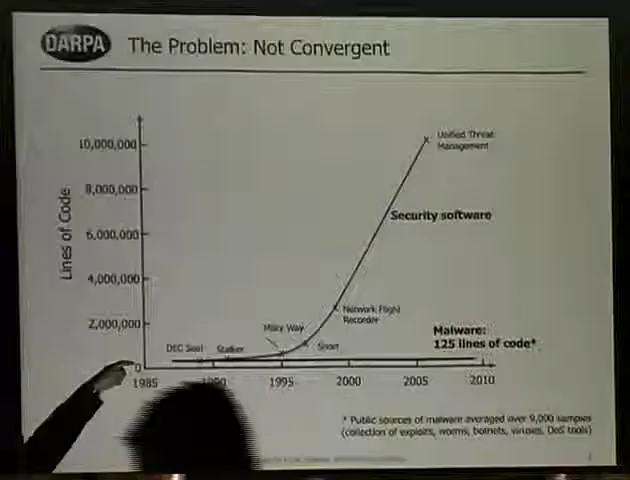 DARPA The Problem: Not Convergent
Lines of Code
10,000,000
8,000,000
6,000,000
4,000,000
2,000,000
0
1985 1990 1995 2000 2005 2010
DEC Seal
Stalker
Milky Way
Snort
Network Flight
Recorder
Unified Threat
Management
Security software
Malware:
125 lines of code*
* Public sources of malware averaged over 9,000 samples
(collection of exploits, worms, botnets, viruses, DoS tools)